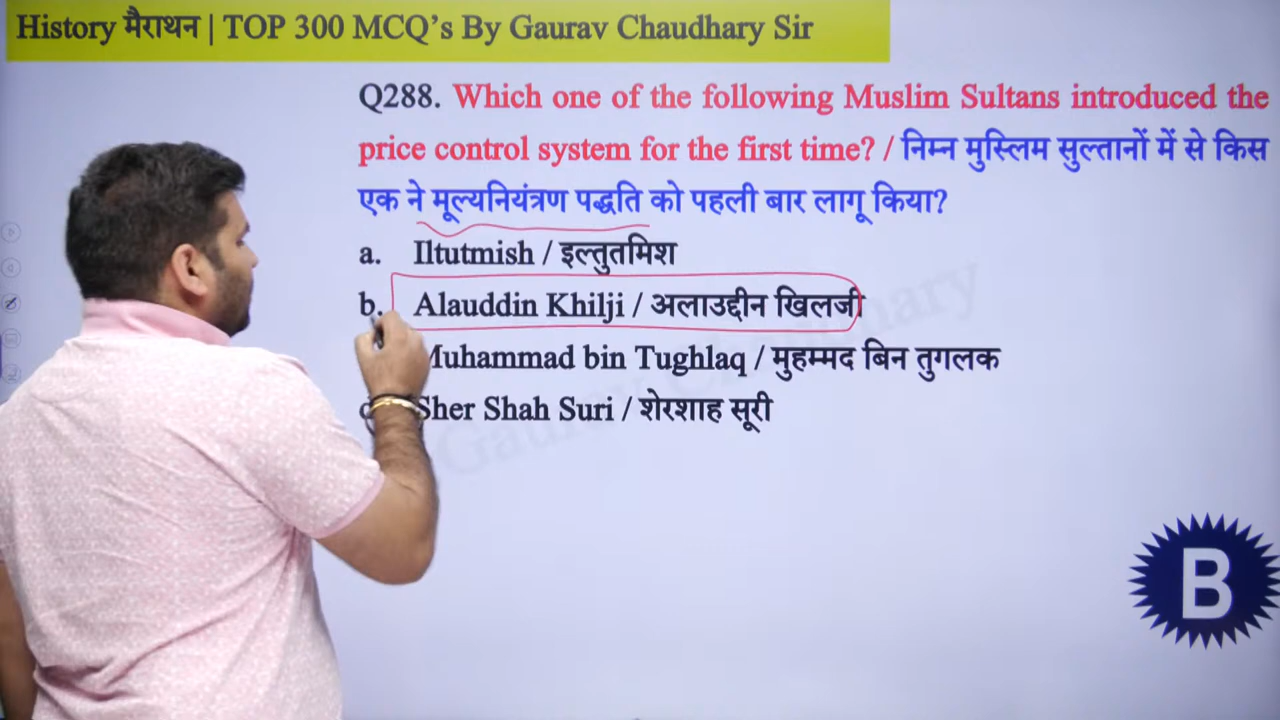 History मैराथन | TOP 300 MCQ’s By Gaurav Chaudhary Sir
Q288. Which one of the following Muslim Sultans introduced the
price control system for the first time? / निम्न मुस्लिम सुल्तानों में से किस
एक ने मूल्यनियंत्रण पद्धति को पहली बार लागू किया?
a. Iltutmish / इल्तुतमिश
b. Alauddin Khilji / अलाउद्दीन खिलजी
Muhammad bin Tughlaq / मुहम्मद बिन तुगलक
Sher Shah Suri / शेरशाह सूरी
Gaurav Chaudhary
B